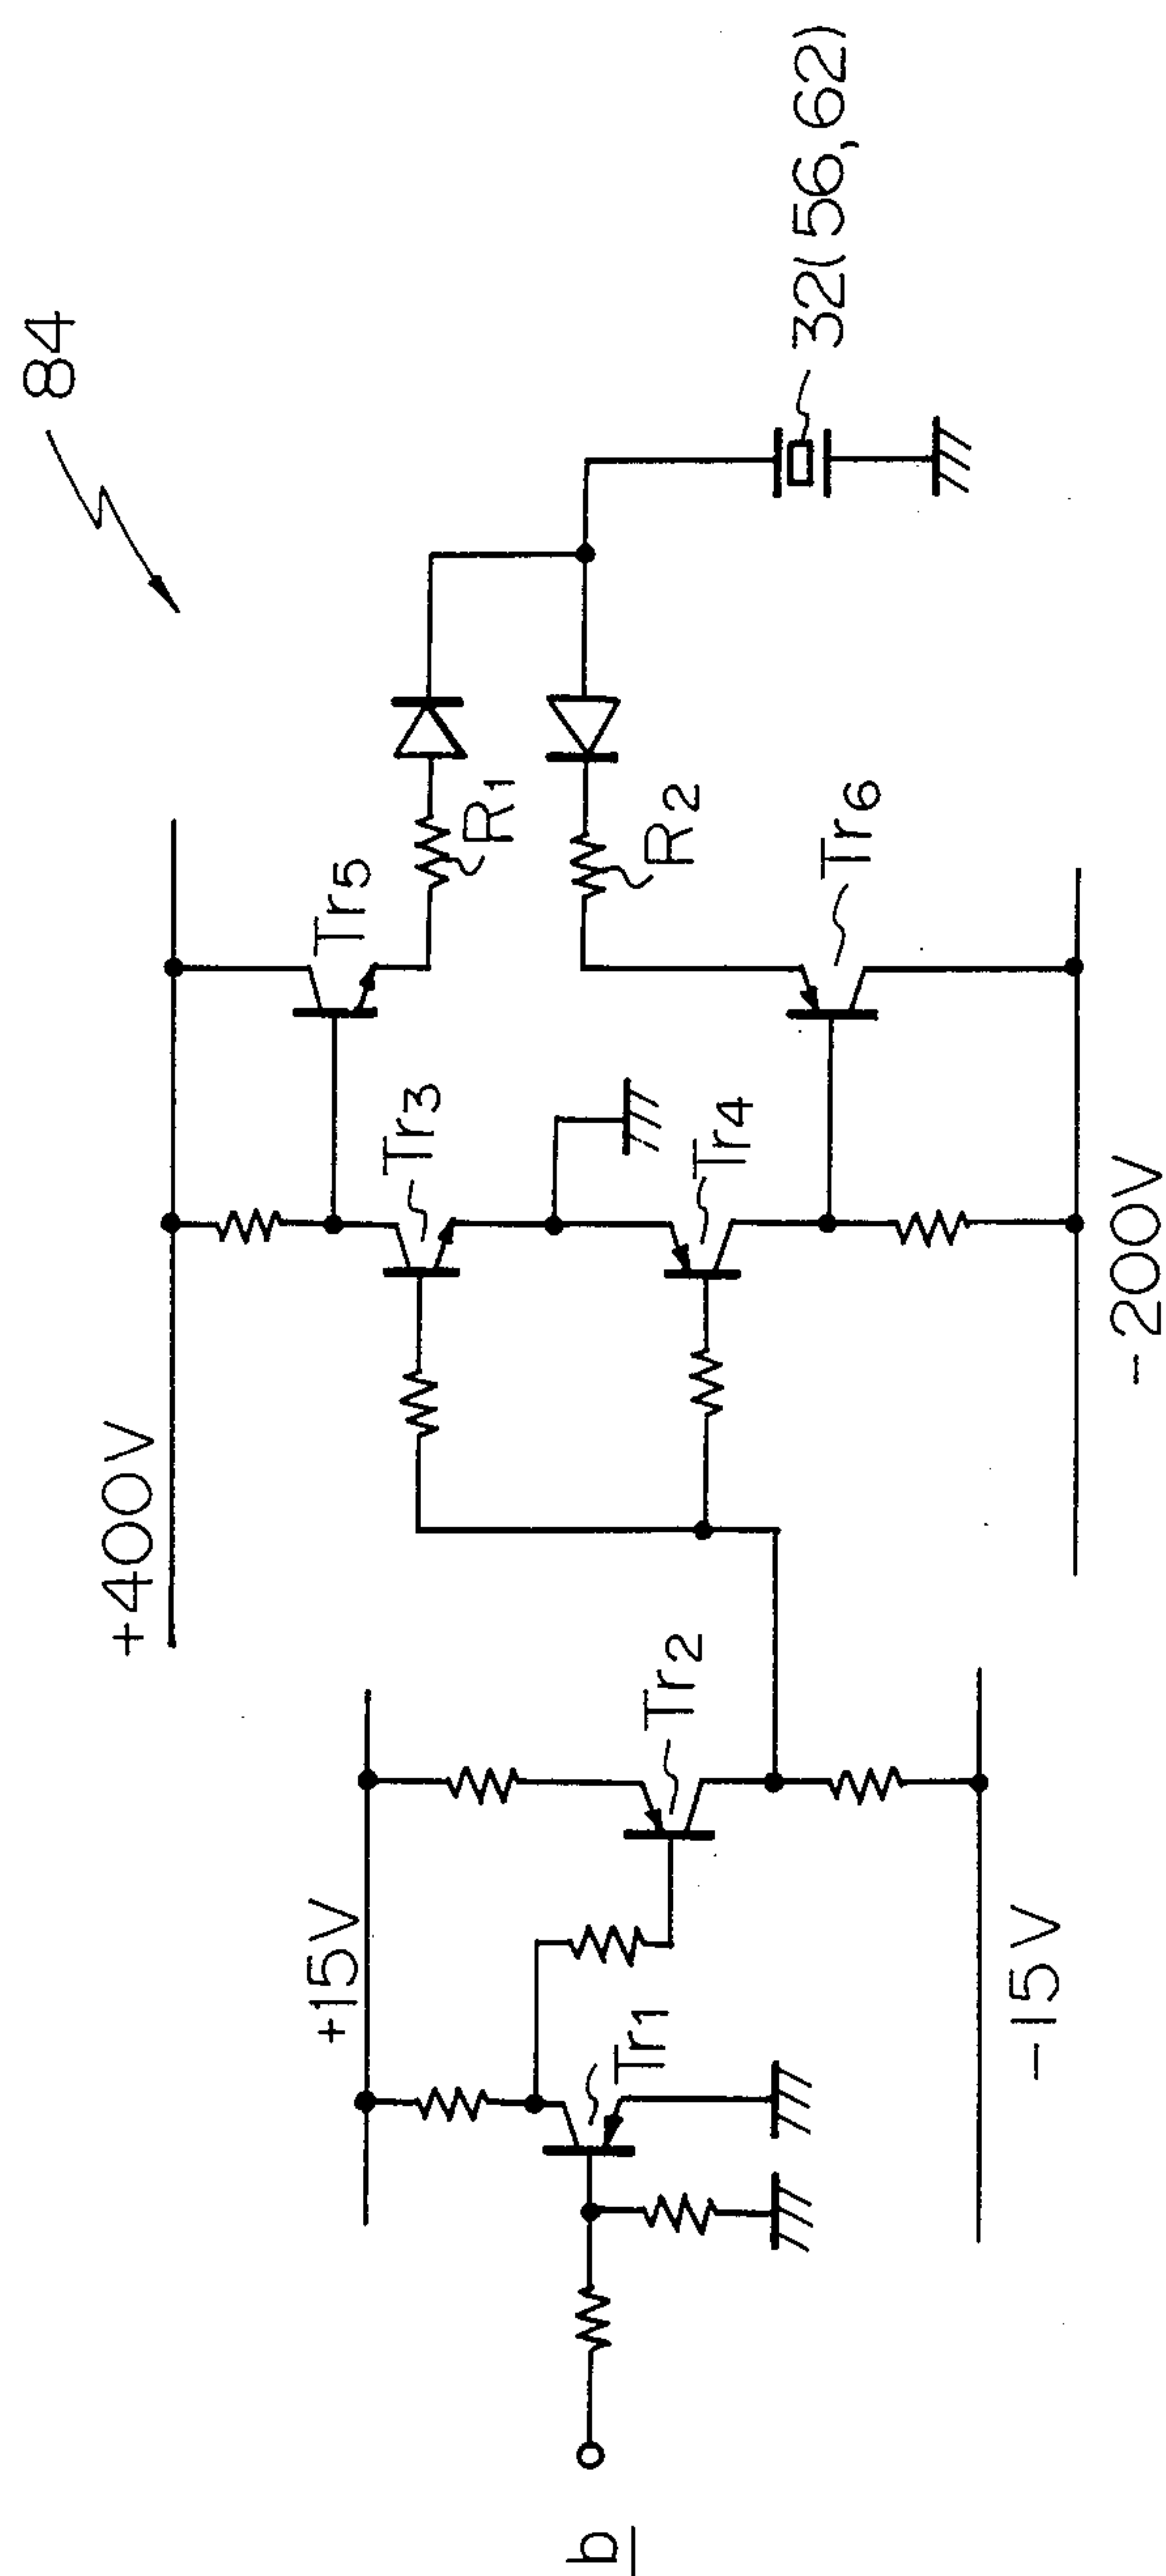 84
+400V
+15V
Tr5
R1
32(56,62)
Tr3
R2
Tr2
Tr4
Tr6
Tr1
b
-15V
-200V